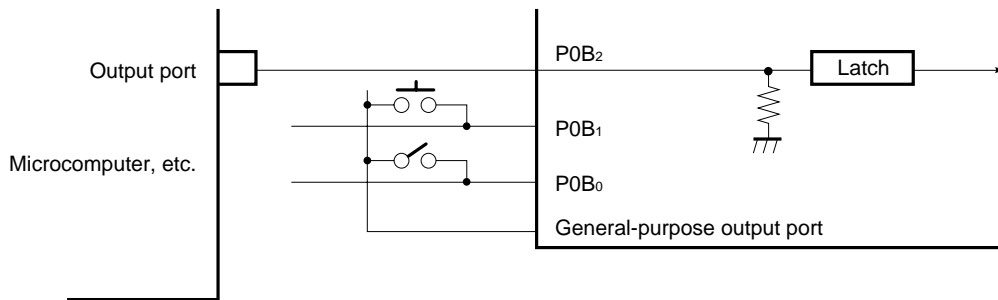 Output port
P0B2
Latch
P0B1
Microcomputer, etc.
P0B0
General-purpose output port